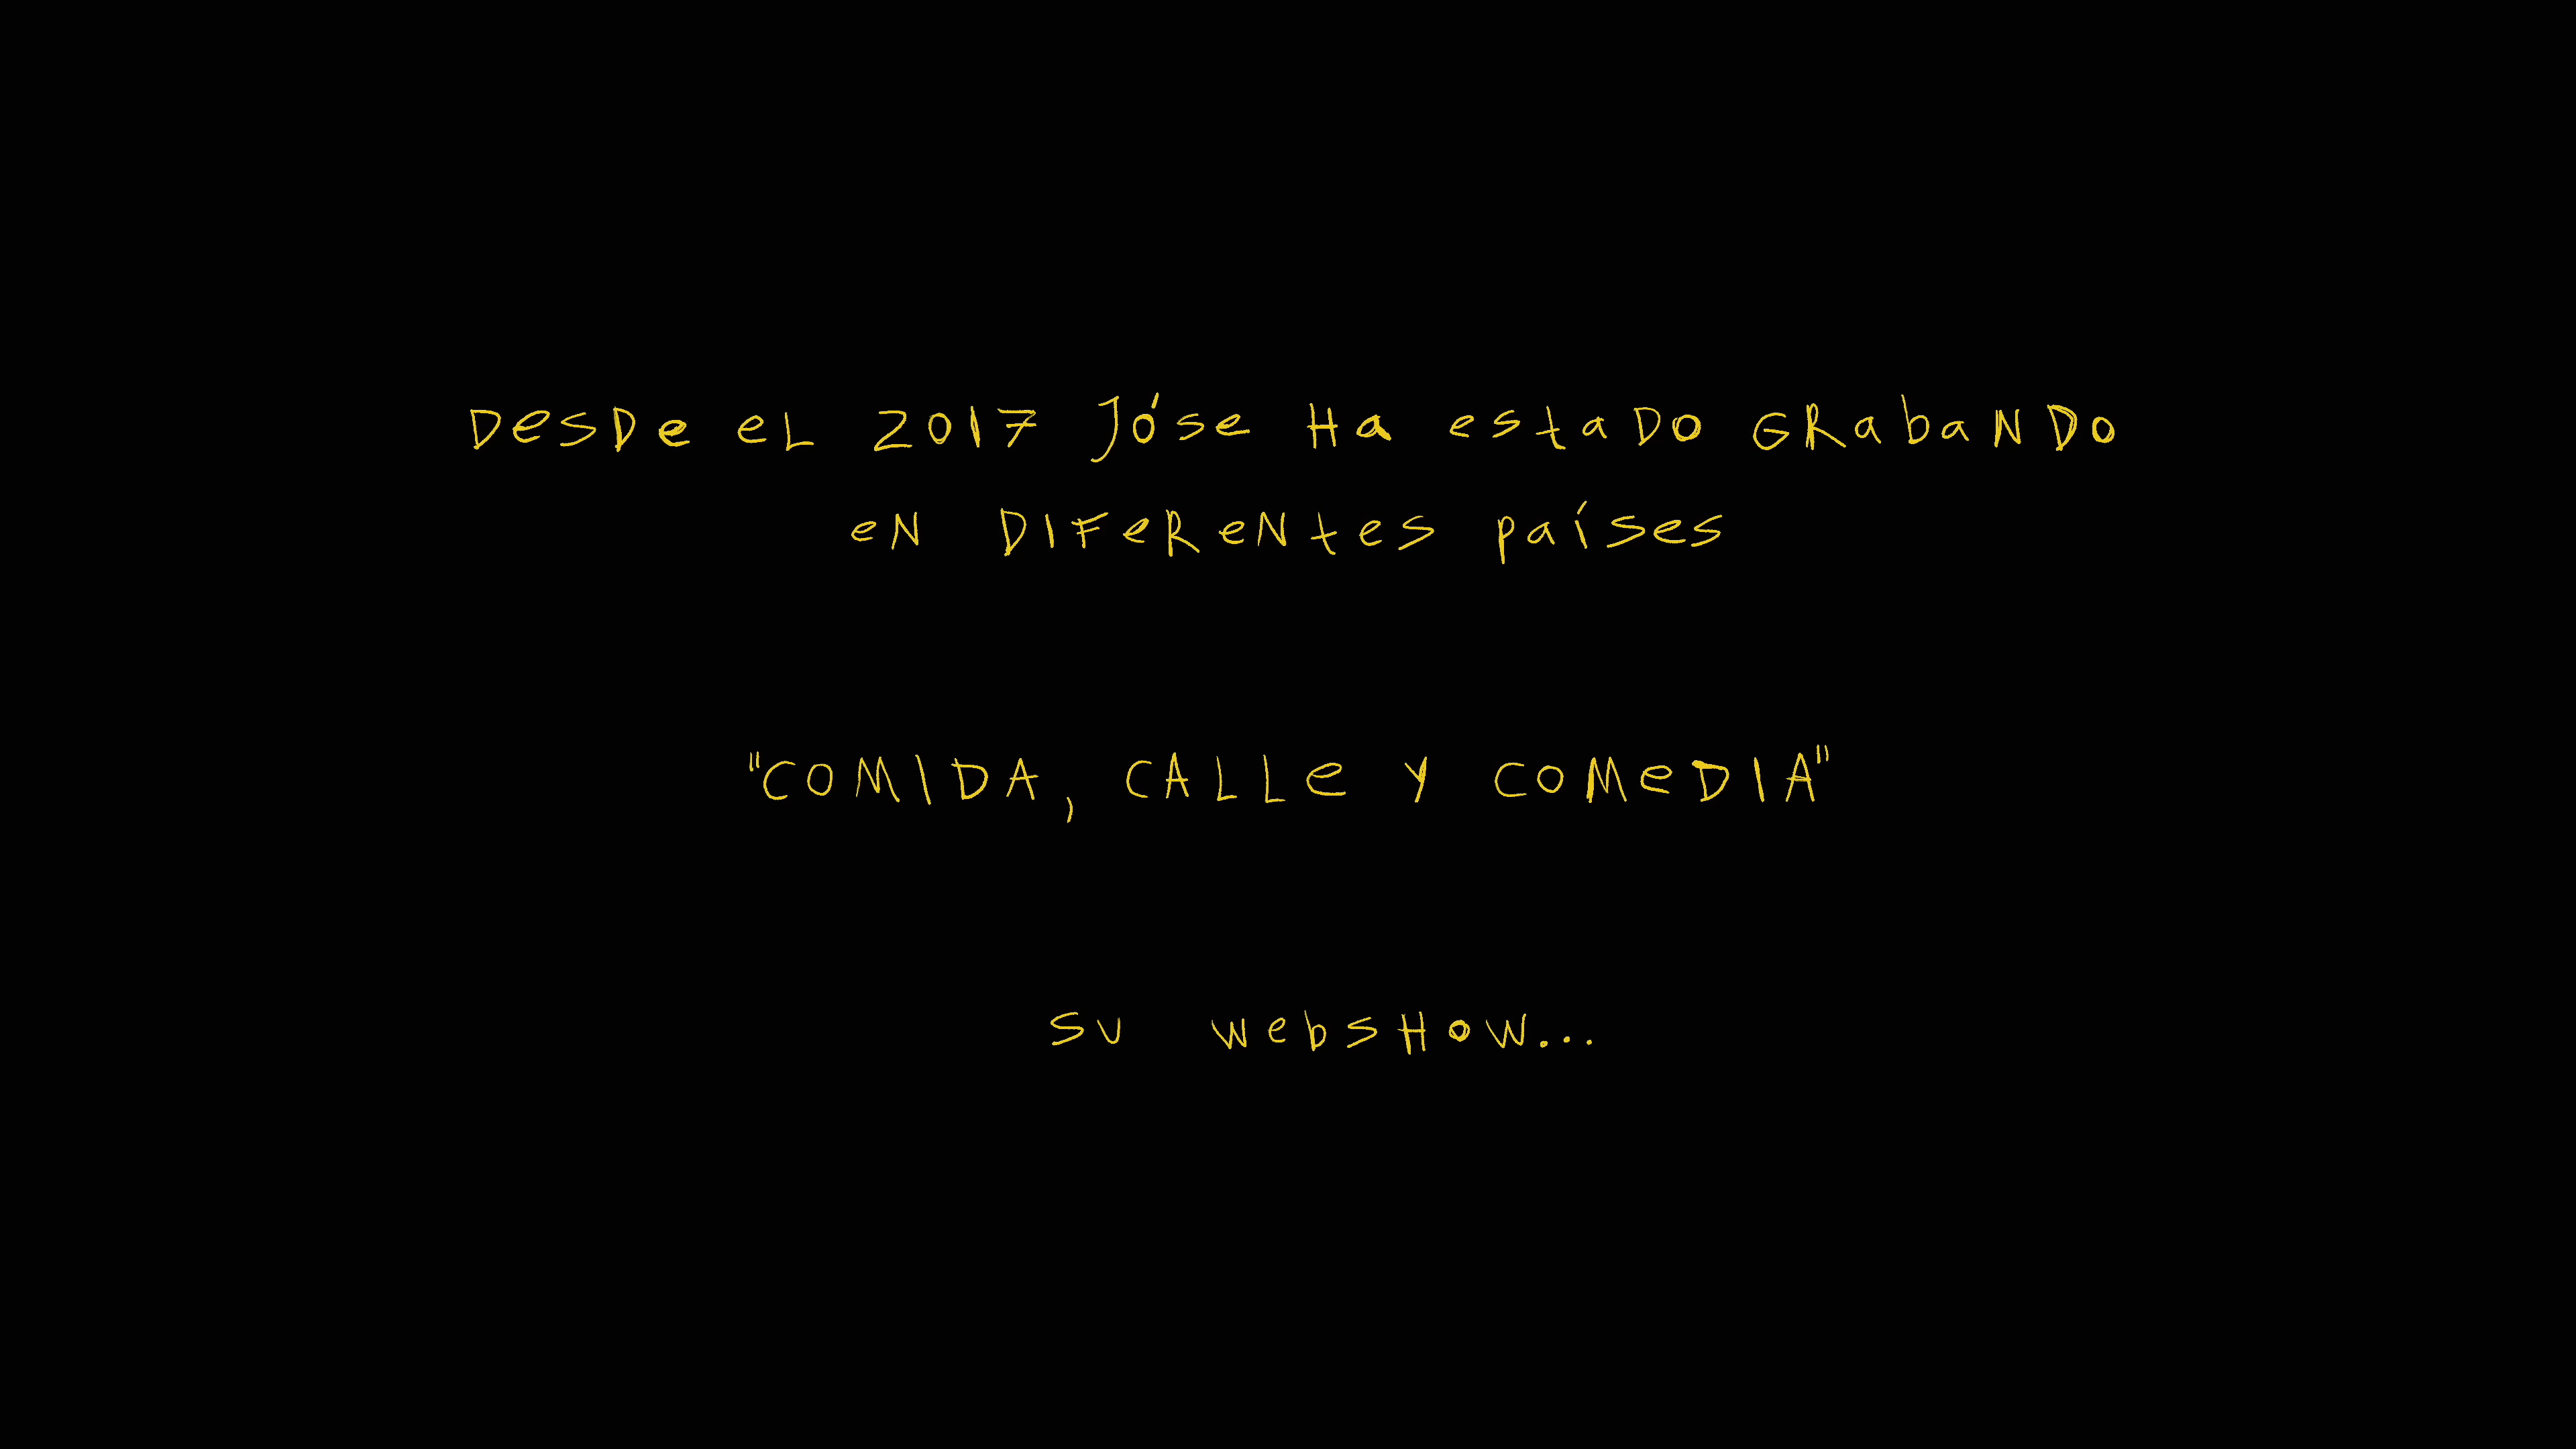 Desde el 2017 Jóse ha estado grabando
en diferentes países
"COMIDA, CALLe y COMeDIA"
su webshow...